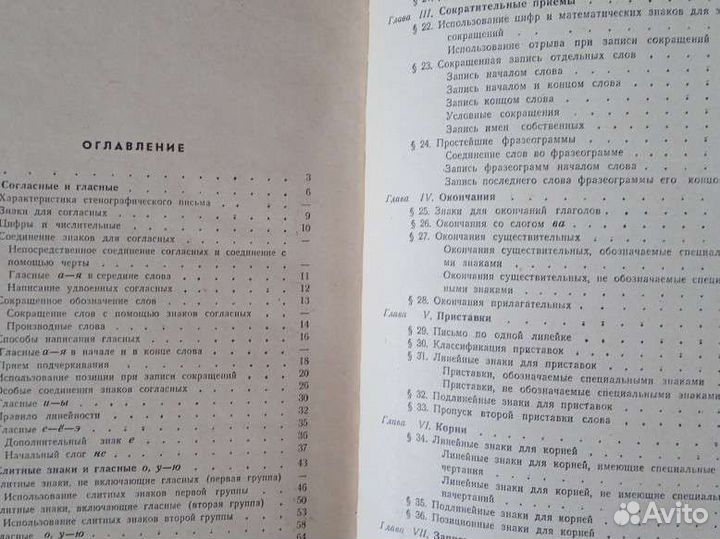 ОГЛАВЛЕНИЕ
. . . 3
Согласные и гласные
Характеристика стенографического письма . . . 6
Знаки для согласных . . . 9
Цифры и числительные . . . 10
Соединение знаков для согласных . . . —
Непосредственное соединение согласных и соединение с
помощью черты . . . —
Гласные а—я в середине слова . . . 11
Написание удвоенных согласных . . . 12
Сокращенное обозначение слов . . . 13
Сокращение слов с помощью знаков согласных . . . —
Производные слова . . . 14
Способы написания гласных . . . 16
Гласные а—я в начале и в конце слова . . . —
Прием подчеркивания . . . 18
Использование позиции при записи сокращений . . . 20
Особые соединения знаков согласных . . . 20
Гласные и—ы . . . 30
Правило линейности . . . 32
Гласные е—ё—э . . . 35
Дополнительный знак е . . . 36
Начальный слог не . . . 37
Слитные знаки и гласные о, у—ю . . . 43
Слитные знаки, не включающие гласных (первая группа) . . . —
Использование слитных знаков первой группы . . . 46
Слитные знаки, включающие гласные (вторая группа) . . . 50
Использование слитных знаков второй группы . . . 53
Гласные о, у—ю . . . 58
64
Глава III. Сократительные приемы
§ 22. Использование цифр и математических знаков для
сокращений
Использование отрыва при записи сокращений
§ 23. Сокращенная запись отдельных слов
Запись началом слова
Запись началом и концом слова
Запись концом слова
Условные сокращения
Запись имен собственных
§ 24. Простейшие фразеограммы
Соединение слов во фразеограмме
Запись фразеограмм началом слова
Запись последнего слова фразеограммы его концо
Глава IV. Окончания
§ 25. Знаки для окончаний глаголов
§ 26. Окончания со слогом ва
§ 27. Окончания существительных
Окончания существительных, обозначаемые специаль
ными знаками
Окончания существительных, не обозначаемые специаль
ными знаками
§ 28. Окончания прилагательных
Глава V. Приставки
§ 29. Письмо по одной линейке
§ 30. Классификация приставок
§ 31. Линейные знаки для приставок
Приставки, обозначаемые специальными знаками
Приставки, не обозначаемые специальными знаками
§ 32. Подлинейные знаки для приставок
§ 33. Пропуск второй приставки слова
Глава VI. Корни
§ 34. Линейные знаки для корней
Линейные знаки для корней, имеющие специальные
чертания
Линейные знаки для корней, не имеющие специальных
начертаний
§ 35. Подлинейные знаки для корней
§ 36. Позиционные знаки для корней
Глава VII.
Avito